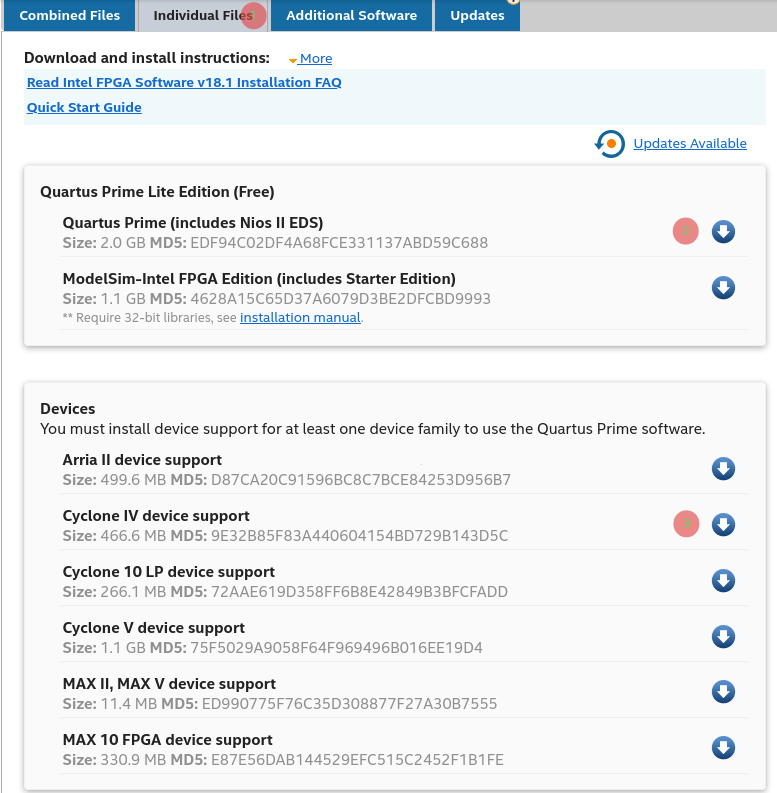 Combined Files
Individual Files
Additional Software
Updates
Download and install instructions: More
Read Intel FPGA Software v18.1 Installation FAQ
Quick Start Guide
Updates Available
Quartus Prime Lite Edition (Free)
Quartus Prime (includes Nios II EDS)
Size: 2.0 GB MD5: EDF94C02DF4A68FCE331137ABD59C688
ModelSim-Intel FPGA Edition (includes Starter Edition)
Size: 1.1 GB MD5: 4628A15C65D37A6079D3BE2DFCBD9993
** Require 32-bit libraries, see installation manual.
Devices
You must install device support for at least one device family to use the Quartus Prime software.
Arria II device support
Size: 499.6 MB MD5: D87CA20C91596BC8C7BCE84253D956B7
Cyclone IV device support
Size: 466.6 MB MD5: 9E32B85F83A440604154BD729B143D5C
3
Cyclone 10 LP device support
Size: 266.1 MB MD5: 72AAE619D358FF6B8E42849B3BFCFADD
Cyclone V device support
Size: 1.1 GB MD5: 75F5029A9058F64F969496B016EE19D4
MAX II, MAX V device support
Size: 11.4 MB MD5: ED990775F76C35D308877F27A30B7555
MAX 10 FPGA device support
Size: 330.9 MB MD5: E87E56DAB144529EFC515C2452F1B1FE